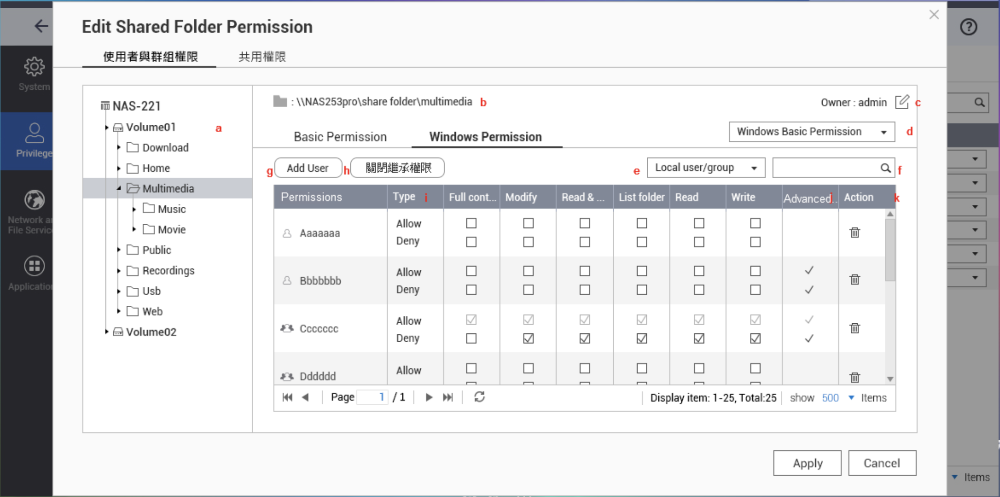 Edit Shared Folder Permission
使用者與群組權限 共用權限
System
Privilege
Network a
File Servic
Applicatio
NAS-221
Volume01 a
Download
Home
Multimedia
Music
Movie
Public
Recordings
Usb
Web
Volume02
: \\NAS253pro\share folder\multimedia b
Owner : admin c
Basic Permission Windows Permission
Windows Basic Permission d
g Add User h 關閉繼承權限 e Local user/group f
Permissions Type i Full cont... Modify Read & ... List folder Read Write Advanced.. j Action k
Aaaaaaa Allow
Deny
Bbbbbbb Allow
Deny
Ccccccc Allow
Deny
Dddddd Allow
Page 1 / 1 Display item: 1-25, Total:25 show 500 Items
Apply Cancel
Items